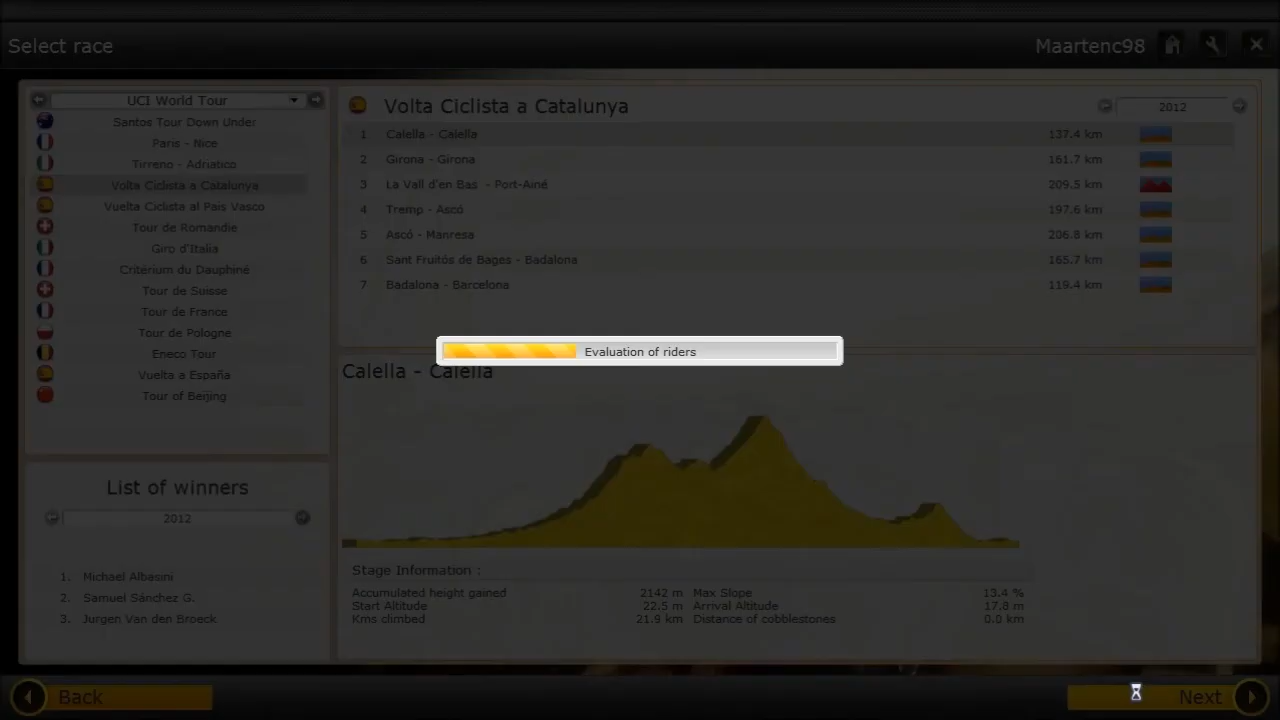 Select race
Maartenc98
UCI World Tour
Santos Tour Down Under
Paris - Nice
Tirreno - Adriatico
Volta Ciclista a Catalunya
Vuelta Ciclista al País Vasco
Tour de Romandie
Giro d'Italia
Critérium du Dauphiné
Tour de Suisse
Tour de France
Tour de Pologne
Eneco Tour
Vuelta a España
Tour of Beijing
List of winners
2012
1. Michael Albasini
2. Samuel Sánchez G.
3. Jurgen Van den Broeck
Volta Ciclista a Catalunya
2012
1 Calella - Calella 137.4 km
2 Girona - Girona 161.7 km
3 La Vall d'en Bas - Port-Ainé 209.5 km
4 Tremp - Ascó 197.6 km
5 Ascó - Manresa 206.8 km
6 Sant Fruitós de Bages - Badalona 165.7 km
7 Badalona - Barcelona 119.4 km
Evaluation of riders
Calella - Calella
Stage Information :
Accumulated height gained 2142 m Max Slope 13.4 %
Start Altitude 22.5 m Arrival Altitude 17.8 m
Kms climbed 21.9 km Distance of cobblestones 0.0 km
Back
Next